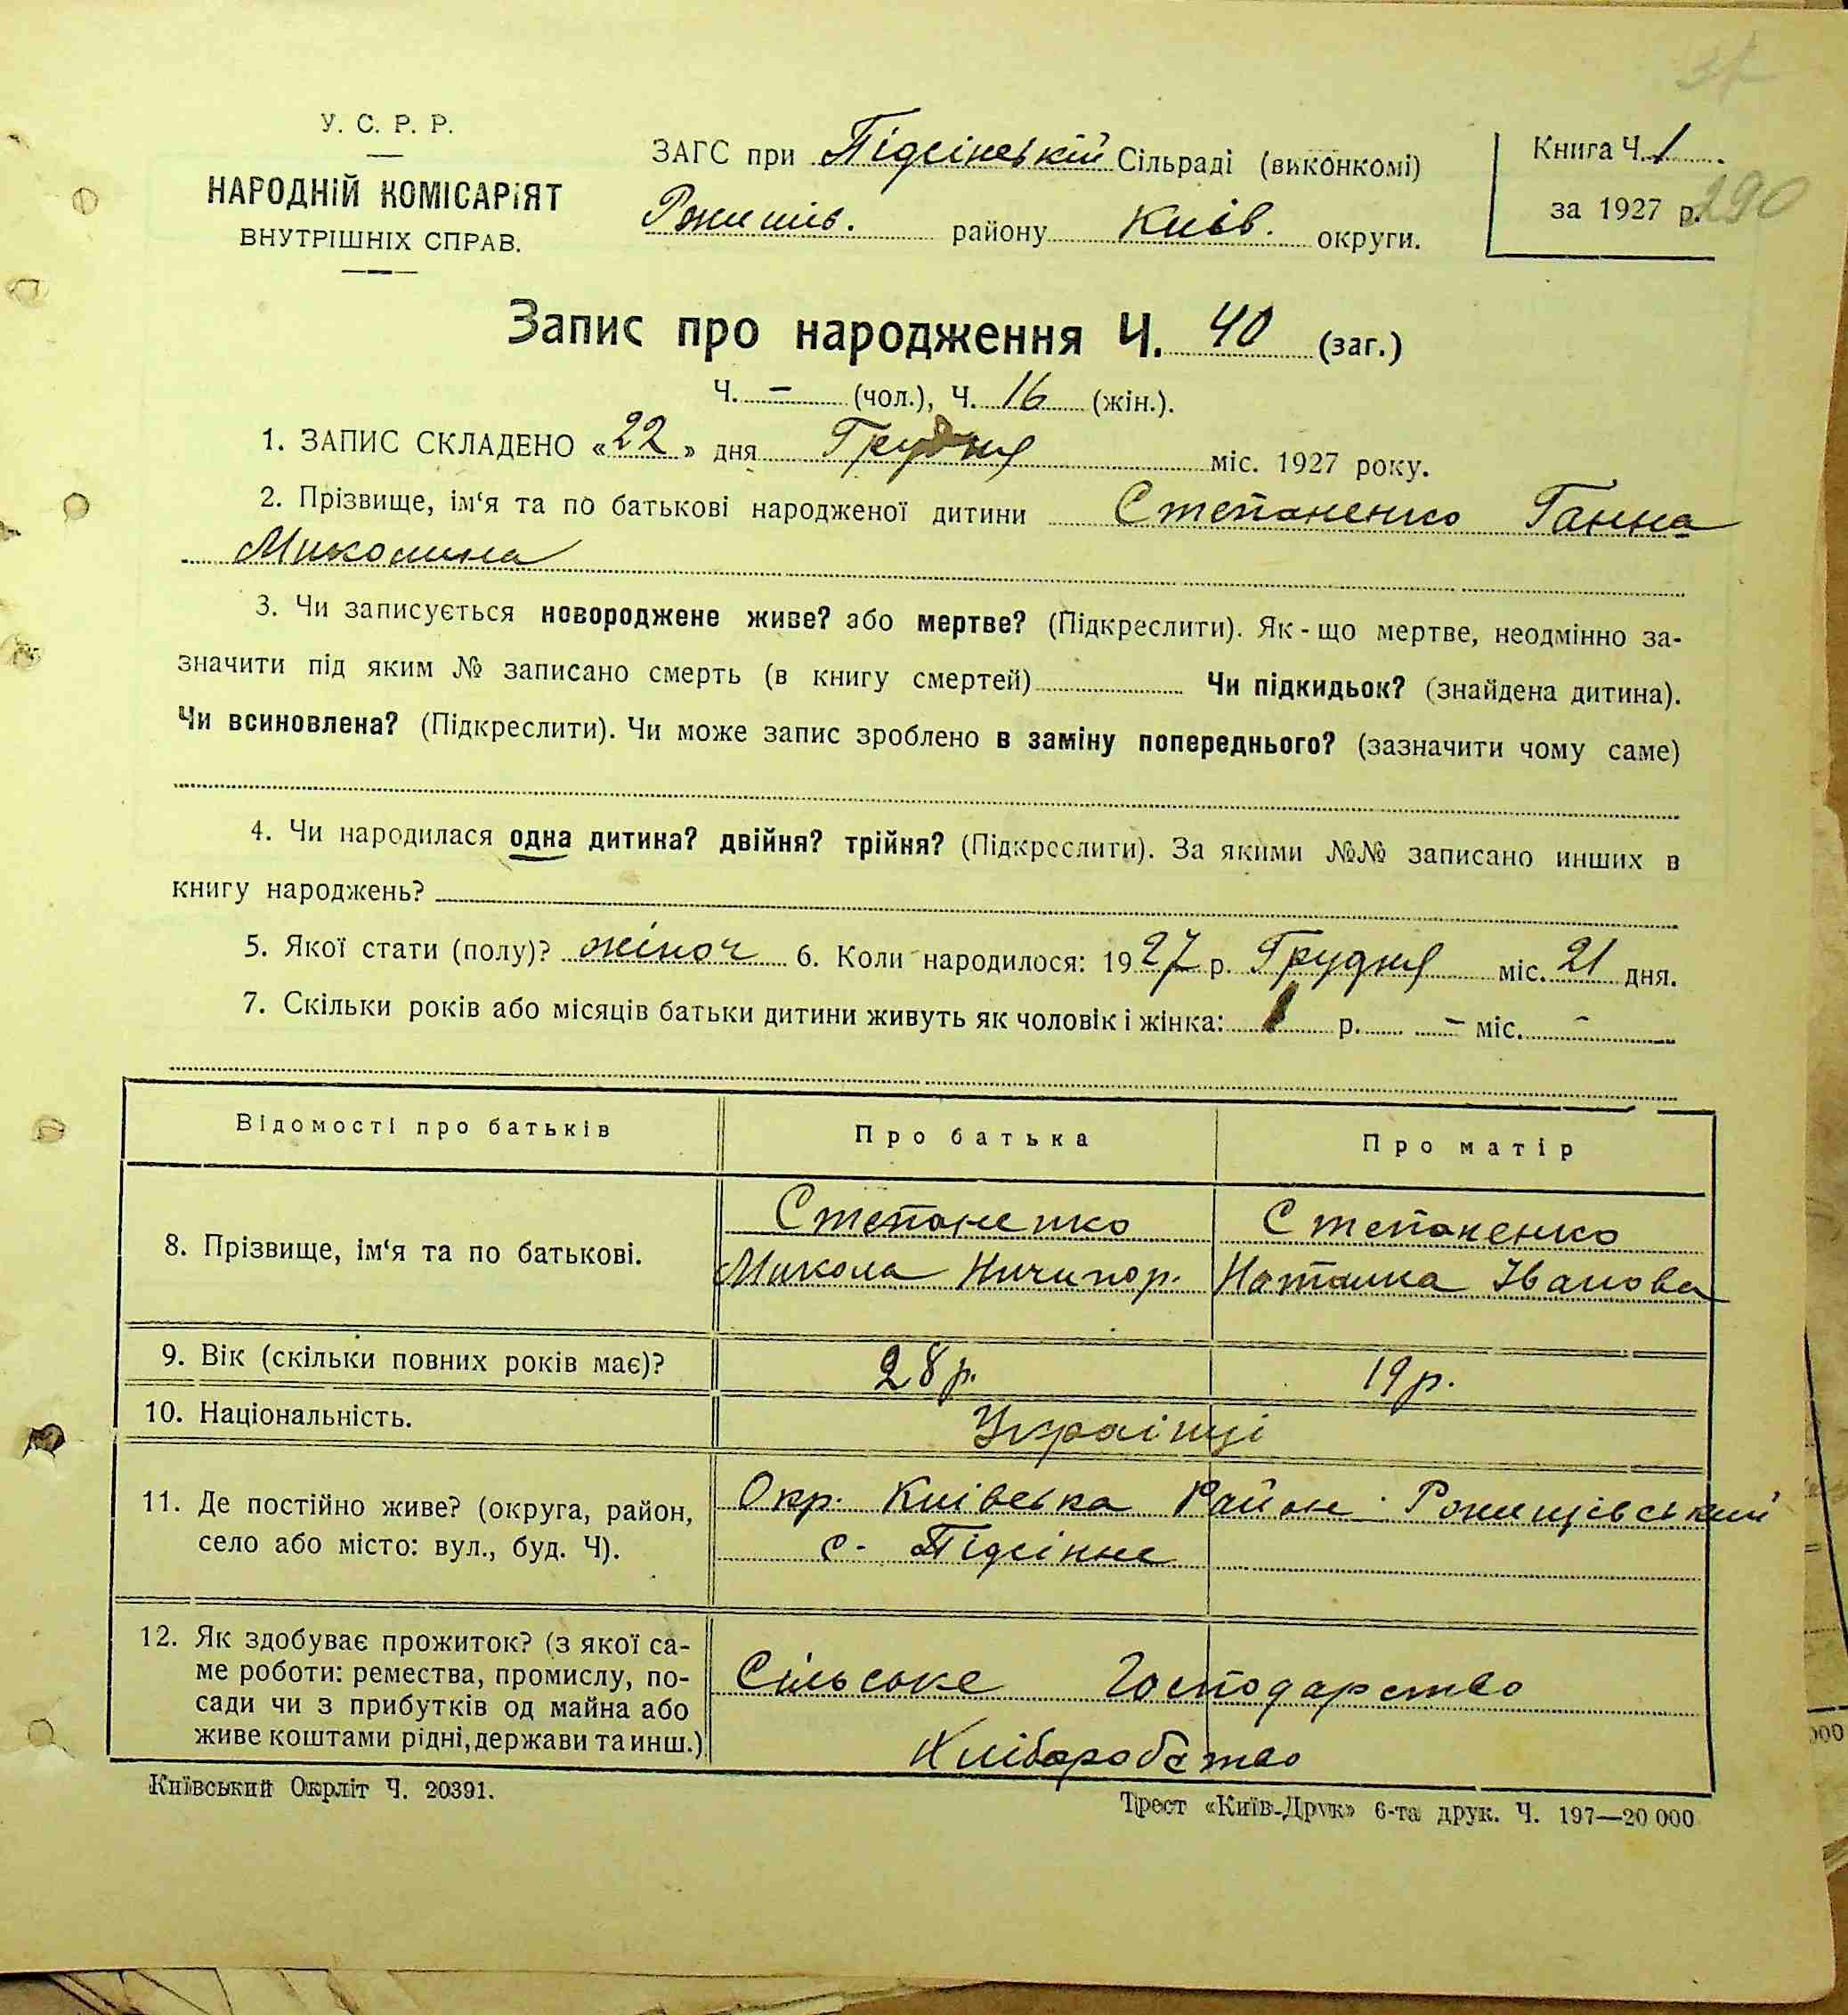 У. С. Р. Р.
НАРОДНІЙ КОМІСАРІЯТ
ВНУТРІШНІХ СПРАВ.
ЗАГС при Підсінській Сільраді (виконкомі)
Ржищів. району Київ. округи.
Книга Ч. 1
за 1927 р.
290
Запис про народження Ч. 40 (заг.)
Ч. – (чол.), Ч. 16 (жін.).
1. ЗАПИС СКЛАДЕНО «22» дня Грудня міс. 1927 року.
2. Прізвище, ім‘я та по батькові народженої дитини Степаненко Ганна
Миколина
3. Чи записується новороджене живе? або мертве? (Підкреслити). Як-що мертве, неодмінно за-
значити під яким № записано смерть (в книгу смертей) Чи підкидьок? (знайдена дитина).
Чи всиновлена? (Підкреслити). Чи може запис зроблено в заміну попереднього? (зазначити чому саме)
4. Чи народилася одна дитина? двійня? трійня? (Підкреслити). За якими №№ записано инших в
книгу народжень?
5. Якої стати (полу)? жіноч 6. Коли народилося: 1927 р. Грудня міс. 21 дня.
7. Скільки років або місяців батьки дитини живуть як чоловік і жінка: 1 р. – міс. –
Відомості про батьків Про батька Про матір
8. Прізвище, ім‘я та по батькові.
Степаненко Степаненко
Микола Ничипор. Наталка Іванова
9. Вік (скільки повних років має)? 28 р. 19 р.
10. Національність. Українці
11. Де постійно живе? (округа, район,
село або місто: вул., буд. Ч).
Окр. Київська Район Ржищівський
с. Підсінне
12. Як здобуває прожиток? (з якої са-
ме роботи: ремества, промислу, по-
сади чи з прибутків од майна або
живе коштами рідні, держави та инш.)
Сільське Господарство
Хліборобство
Київський Окрліт Ч. 20391.
Трест «Київ-Друк» 6-та друк. Ч. 197—20 000